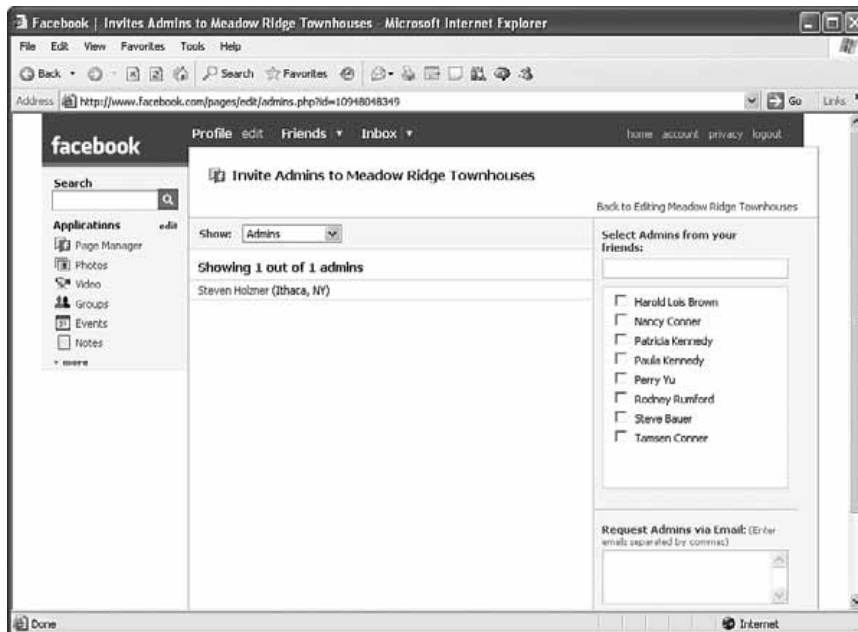 Facebook | Invites Admins to Meadow Ridge Townhouses - Microsoft Internet Explorer
File Edit View Favorites Tools Help
Back Search Favorites
Address http://www.facebook.com/pages/edit/admins.php?id=10948048349 Go Links
facebook
Profile edit Friends Inbox home account privacy logout
Search
Applications edit
Page Manager
Photos
Video
Groups
Events
Notes
more
Invite Admins to Meadow Ridge Townhouses
Back to Editing Meadow Ridge Townhouses
Show: Admins
Showing 1 out of 1 admins
Steven Holzner (Ithaca, NY)
Select Admins from your
friends:
Harold Lois Brown
Nancy Conner
Patricia Kennedy
Paula Kennedy
Perry Yu
Rodney Rumford
Steve Bauer
Tamsen Conner
Request Admins via Email: (Enter
emails separated by commas)
Done Internet